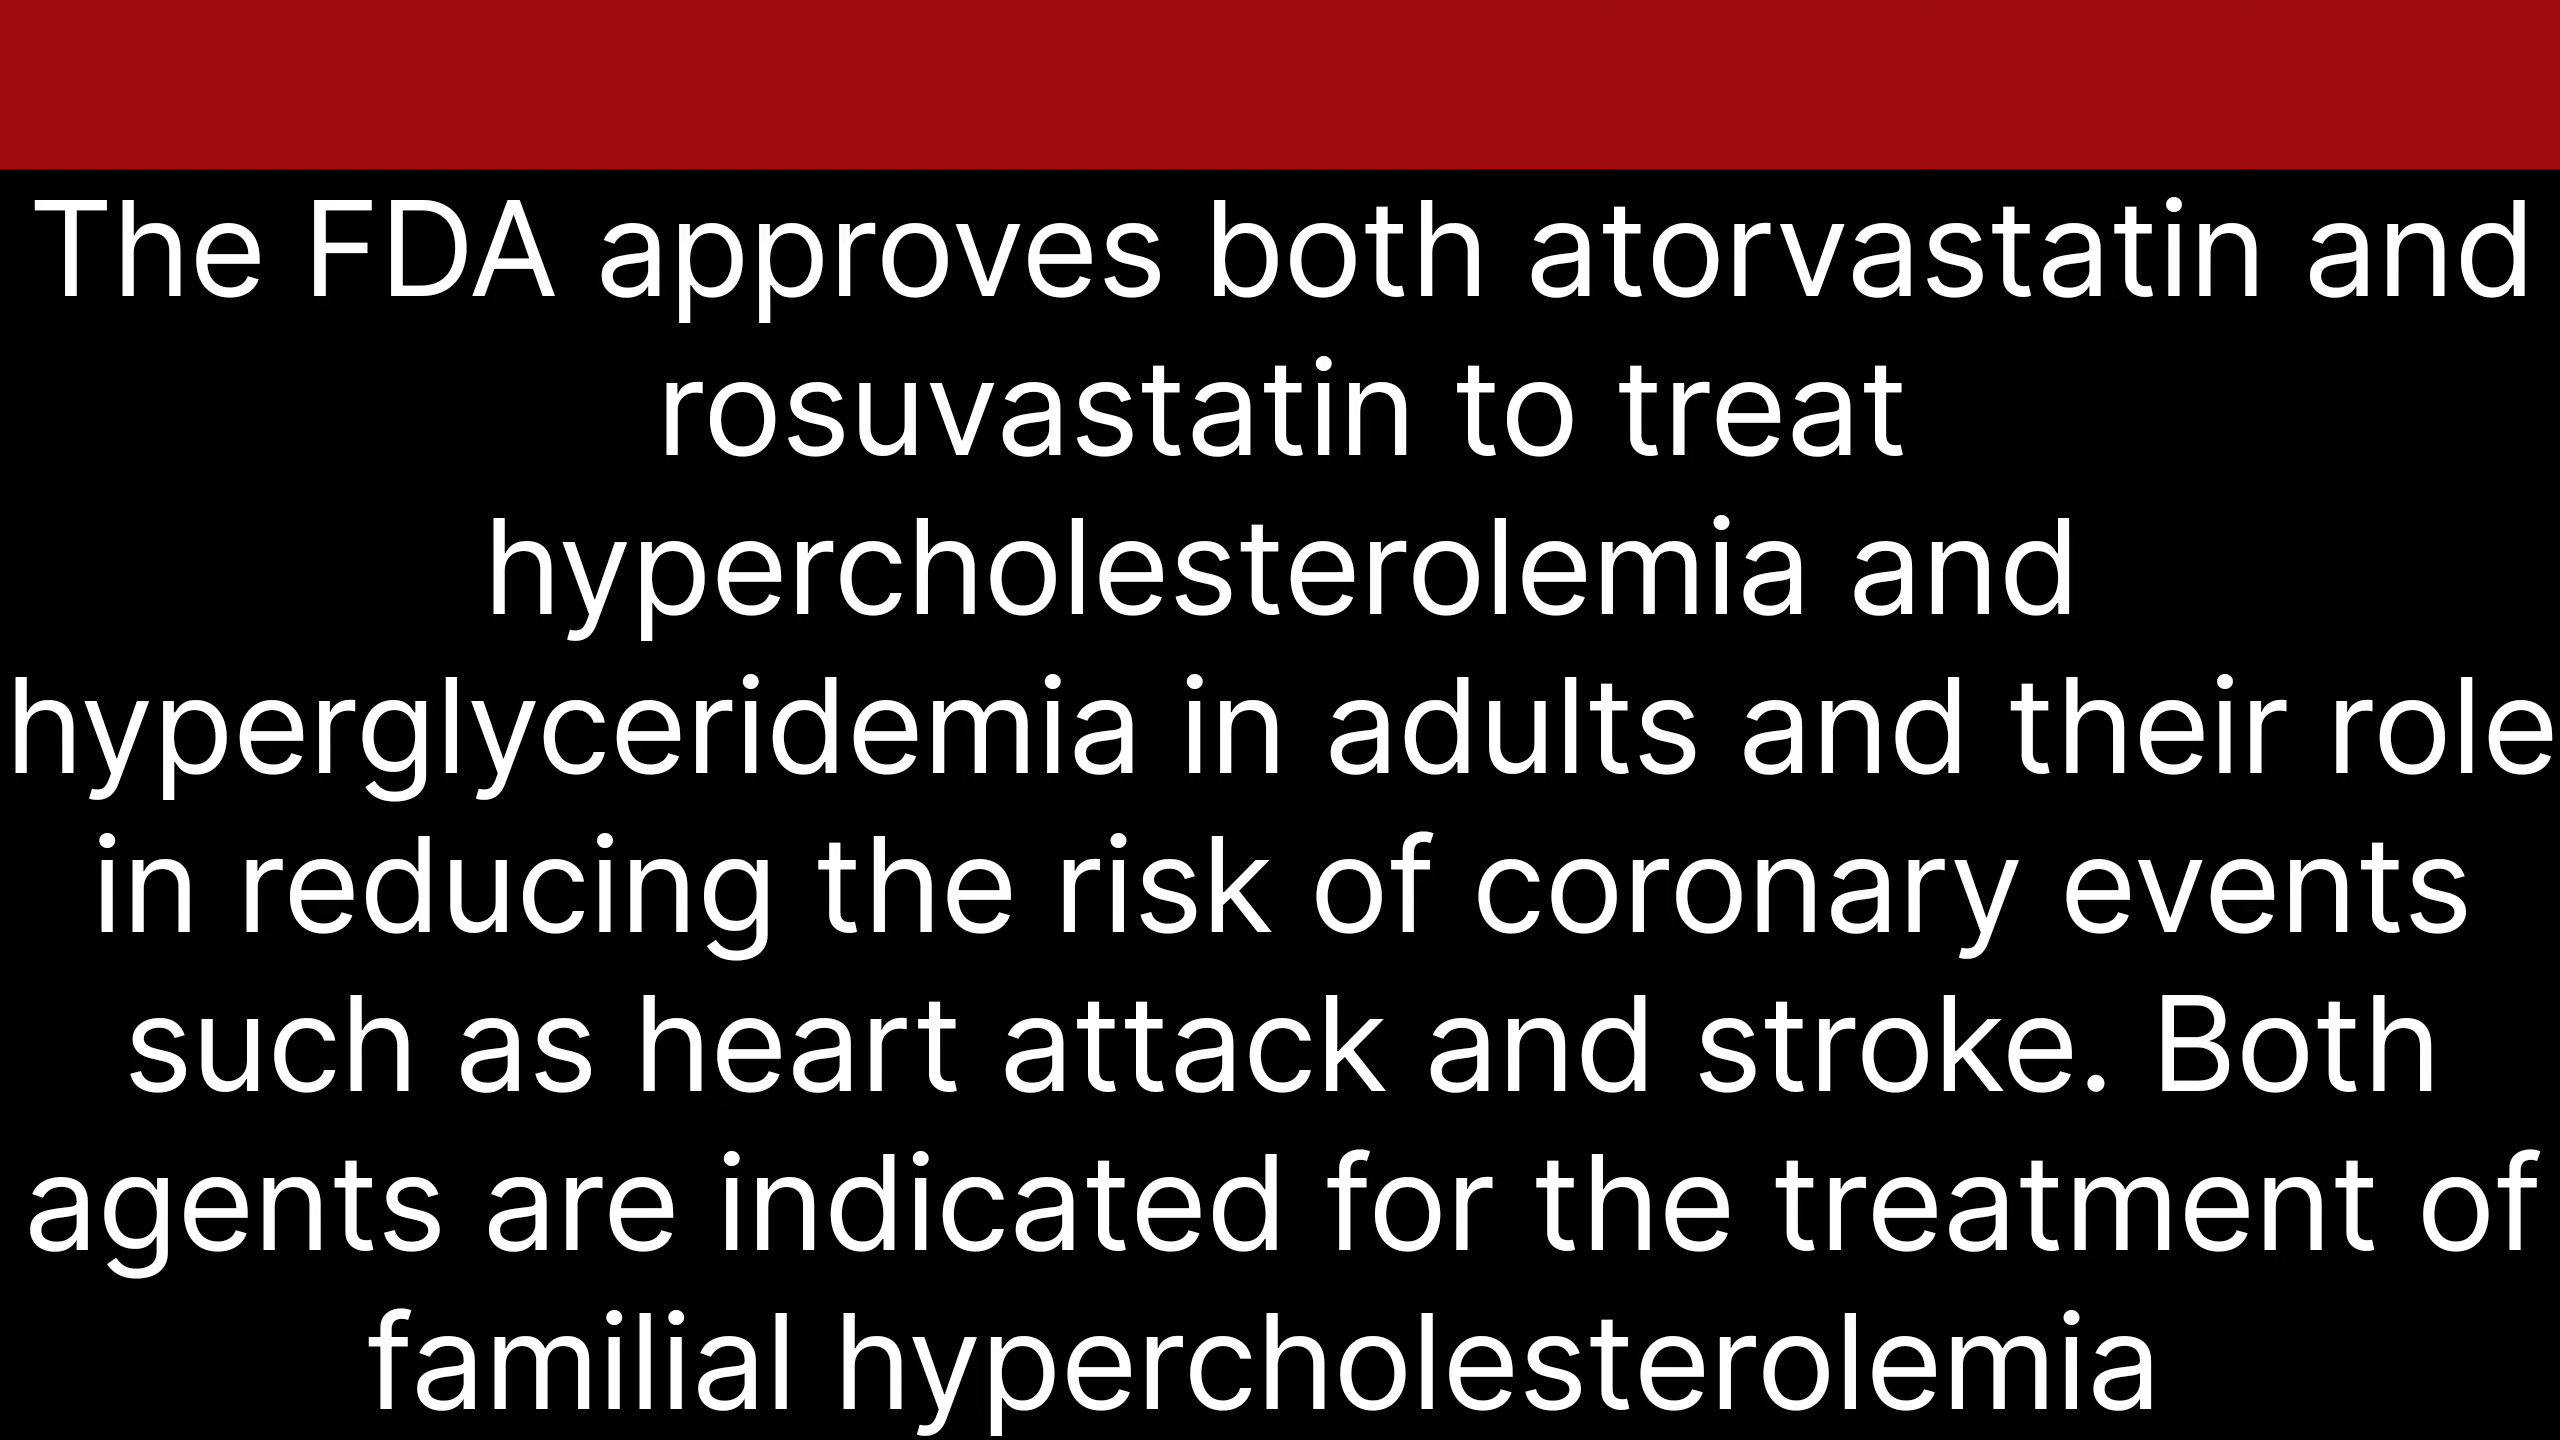 The FDA approves both atorvastatin and
rosuvastatin to treat
hypercholesterolemia and
hyperglyceridemia in adults and their role
in reducing the risk of coronary events
such as heart attack and stroke. Both
agents are indicated for the treatment of
familial hypercholesterolemia